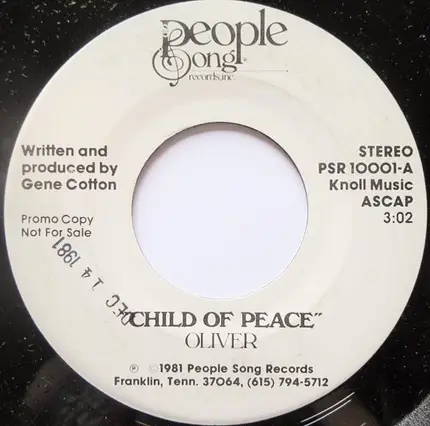 People
Song
records, inc.
Written and
produced by
Gene Cotton
Promo Copy
Not For Sale
STEREO
PSR 10001-A
Knoll Music
ASCAP
3:02
DEC 14 1981
"CHILD OF PEACE"
OLIVER
℗ ©1981 People Song Records
Franklin, Tenn. 37064, (615) 794-5712